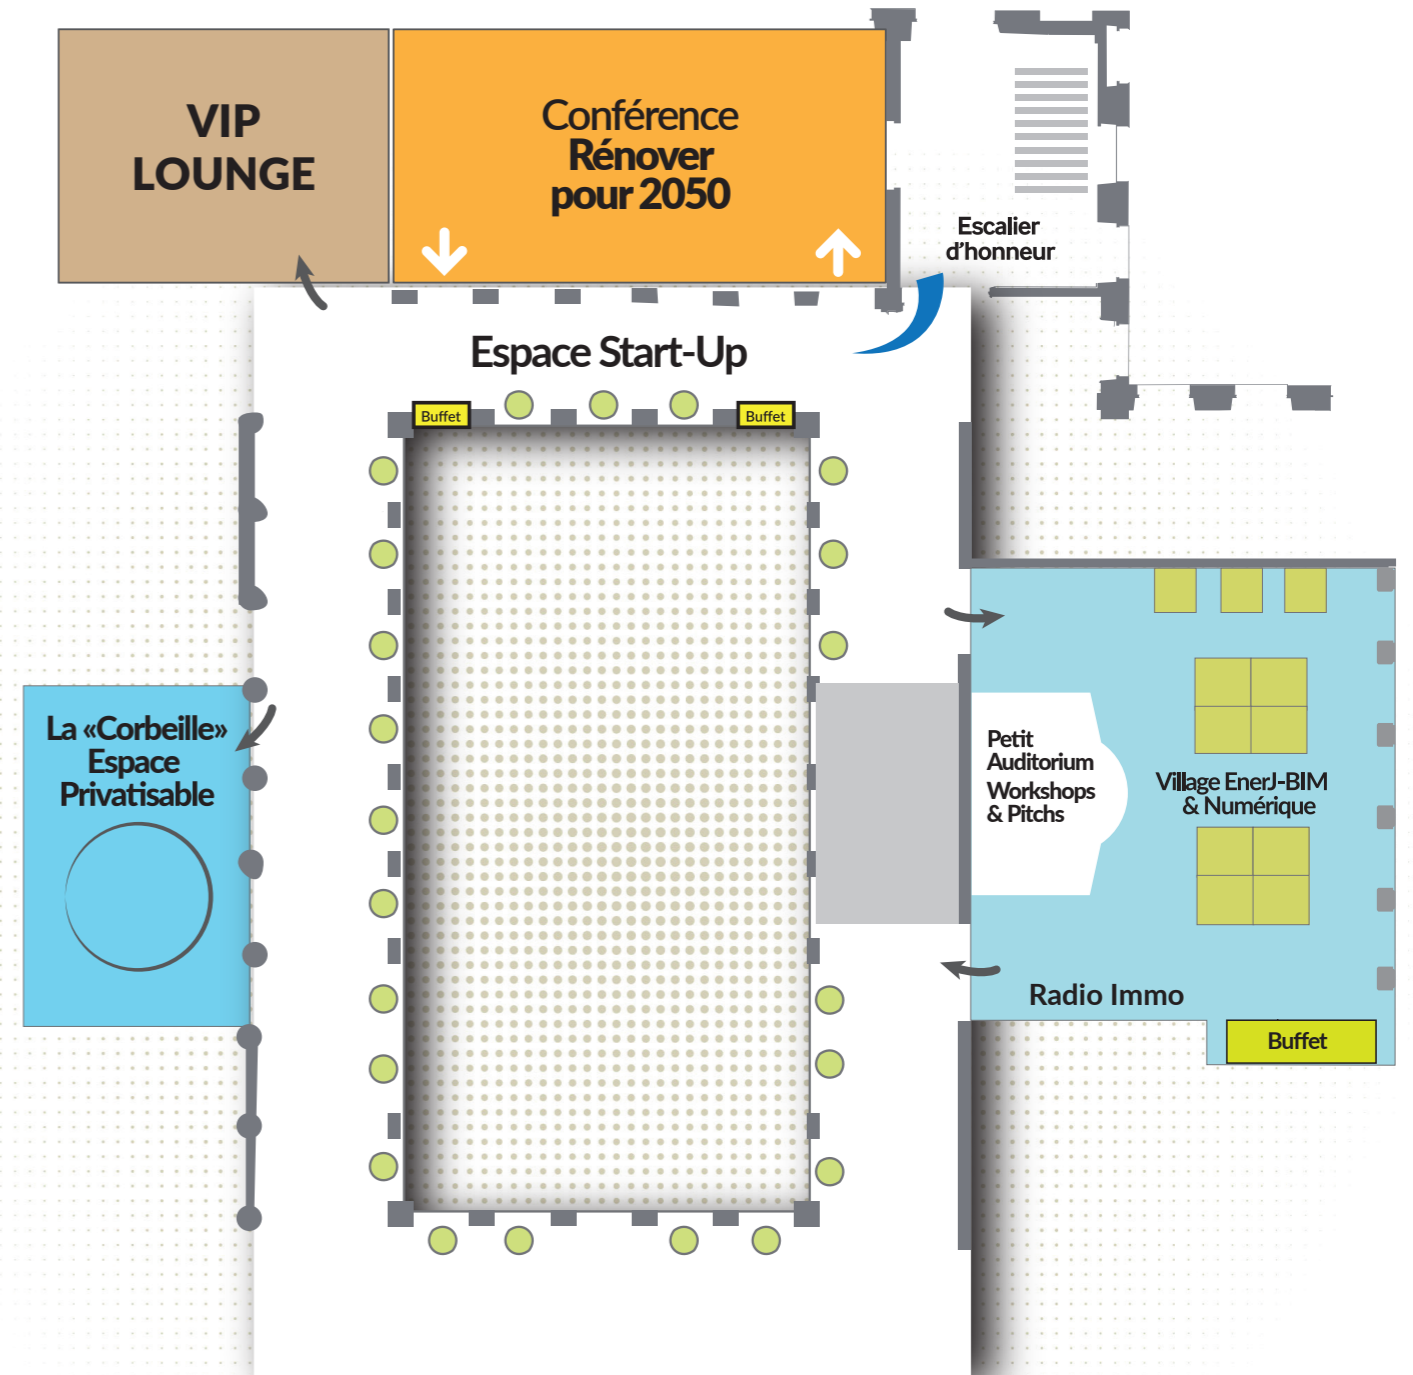 VIP
LOUNGE
Conférence
Rénover
pour 2050
Escalier
d'honneur
Espace Start-Up
Buffet
Buffet
La «Corbeille»
Espace
Privatisable
Petit
Auditorium
Workshops
& Pitchs
Village EnerJ-BIM
& Numérique
Radio Immo
Buffet